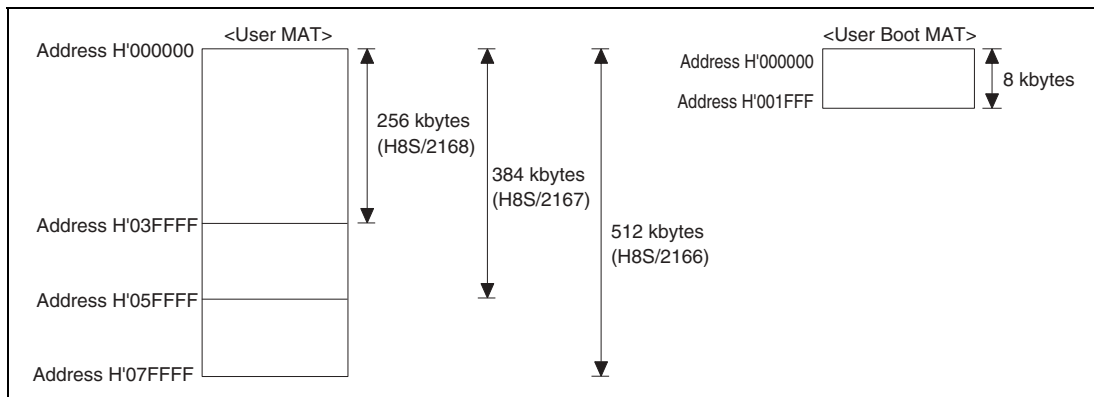 <User MAT>
Address H'000000
256 kbytes
(H8S/2168)
384 kbytes
(H8S/2167)
512 kbytes
(H8S/2166)
Address H'03FFFF
Address H'05FFFF
Address H'07FFFF
<User Boot MAT>
Address H'000000
8 kbytes
Address H'001FFF